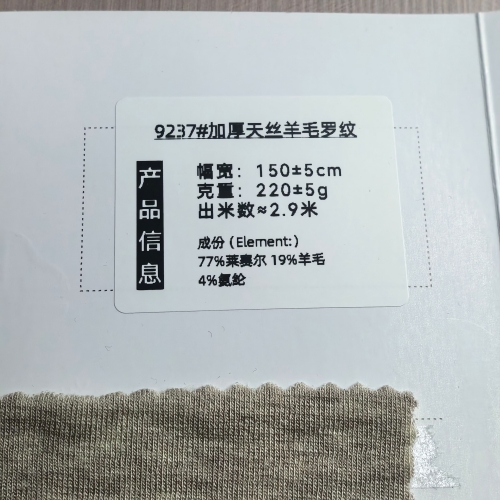 9237#加厚天丝羊毛罗纹
产品信息
幅宽：150±5cm
克重：220±5g
出米数≈2.9米
成份（Element:）
77%莱赛尔 19%羊毛
4%氨纶